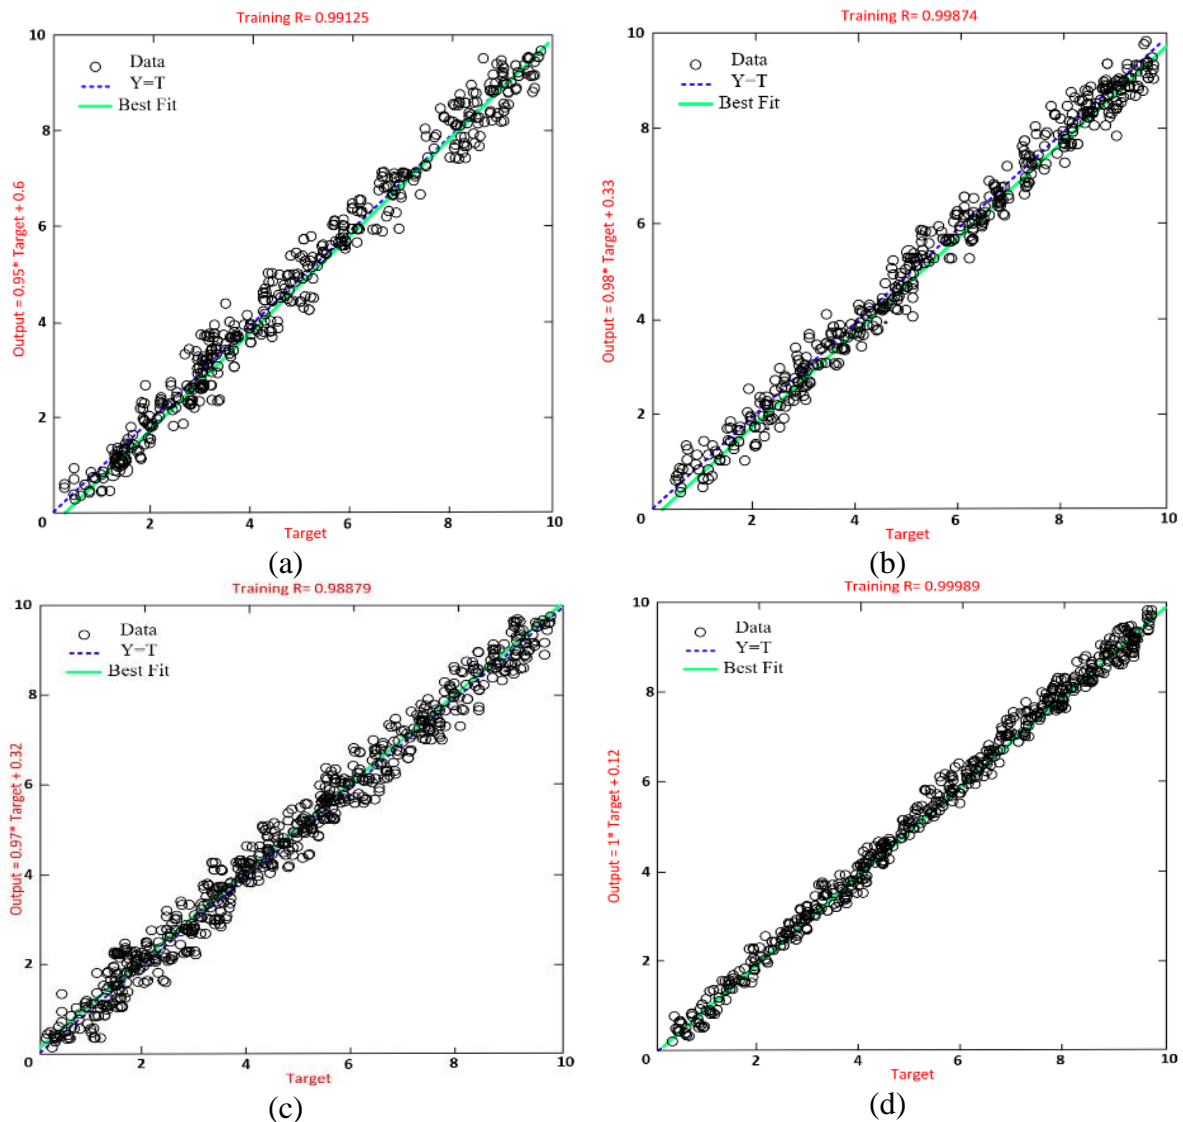 Training R= 0.99125
10
Data
Y=T
Best Fit
8
6
4
2
0
2
4
6
8
10
Output = 0.95* Target + 0.6
Target
(a)
Training R= 0.99874
10
Data
Y=T
Best Fit
8
6
4
2
0
2
4
6
8
10
Output = 0.98* Target + 0.33
Target
(b)
Training R= 0.98879
10
Data
Y=T
Best Fit
8
6
4
2
0
2
4
6
8
10
Output = 0.97* Target + 0.32
Target
(c)
Training R= 0.99989
10
Data
Y=T
Best Fit
8
6
4
2
0
2
4
6
8
10
Output = 1* Target + 0.12
Target
(d)